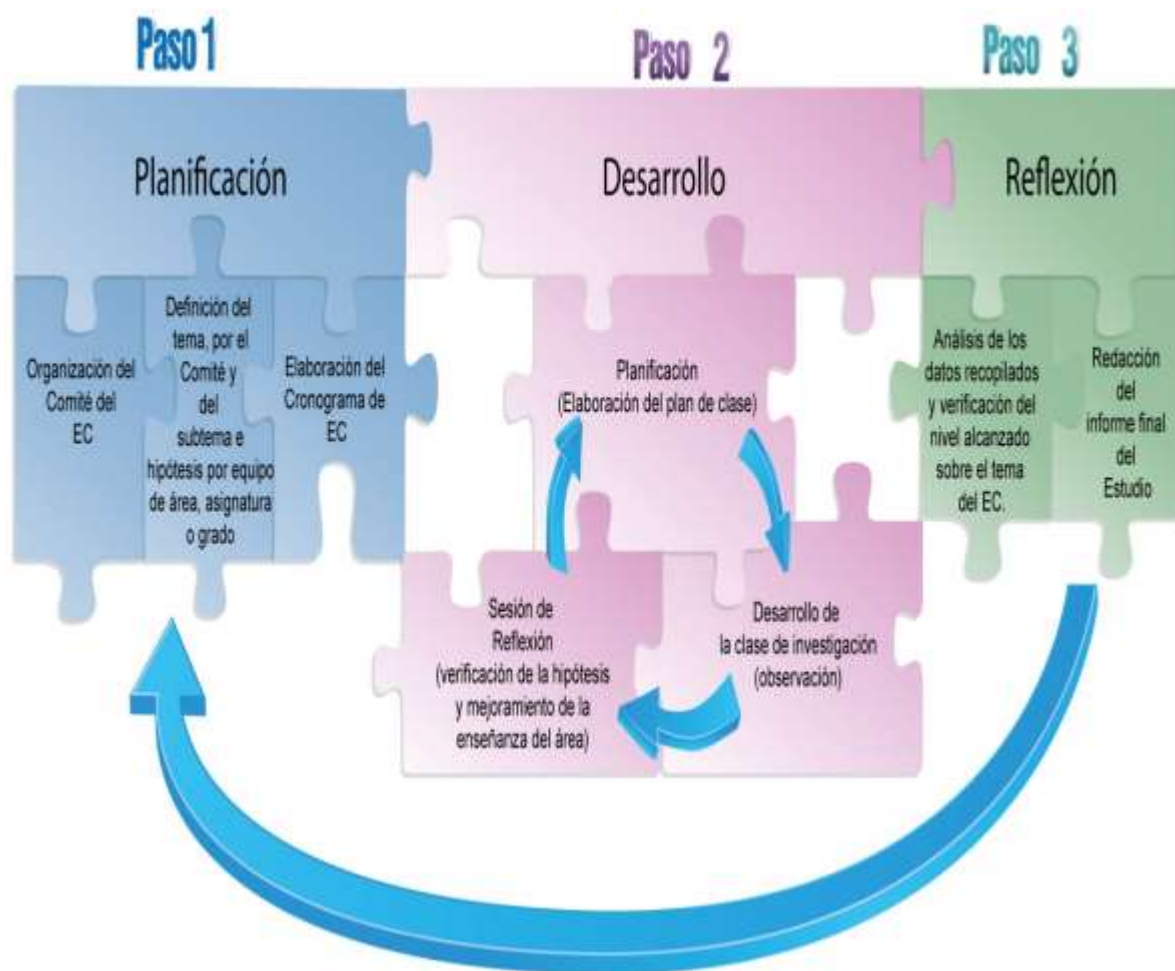 Paso 1
Paso 2
Paso 3
Planificación
Desarrollo
Reflexión
Organización del
Comité del
EC
Definición del
tema, por el
Comité y
del
subtema e
hipótesis por equipo
de área, asignatura
o grado
Elaboración del
Cronograma de
EC
Planificación
(Elaboración del plan de clase)
Desarrollo de
la clase de investigación
(observación)
Sesión de
Reflexión
(verificación de la hipótesis
y mejoramiento de la
enseñanza del área)
Análisis de los
datos recopilados
y verificación del
nivel alcanzado
sobre el tema
del EC.
Redacción
del
informe final
del
Estudio